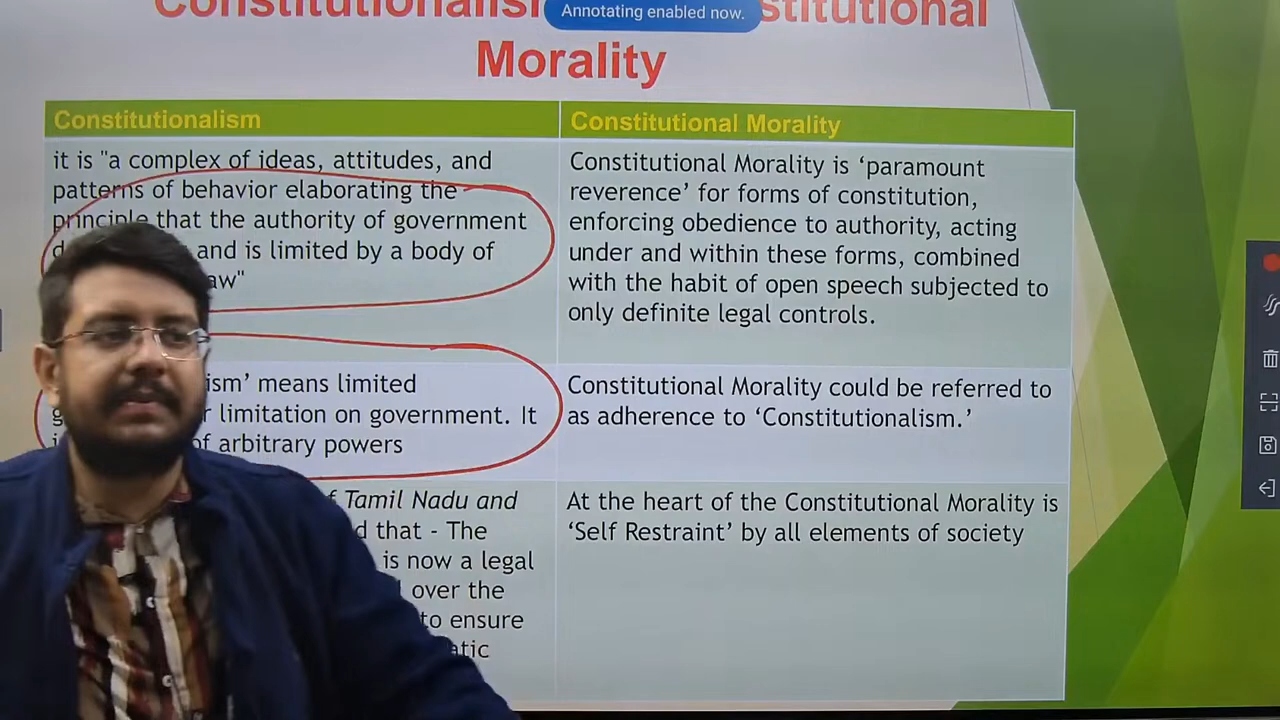 Annotating enabled now.
stitutional
Morality
Constitutionalism
it is "a complex of ideas, attitudes, and
patterns of behavior elaborating the
principle that the authority of government
and is limited by a body of
aw"
ism’ means limited
r limitation on government. It
of arbitrary powers
f Tamil Nadu and
d that - The
is now a legal
over the
to ensure
atic
Constitutional Morality
Constitutional Morality is ‘paramount
reverence’ for forms of constitution,
enforcing obedience to authority, acting
under and within these forms, combined
with the habit of open speech subjected to
only definite legal controls.
Constitutional Morality could be referred to
as adherence to ‘Constitutionalism.’
At the heart of the Constitutional Morality is
‘Self Restraint’ by all elements of society